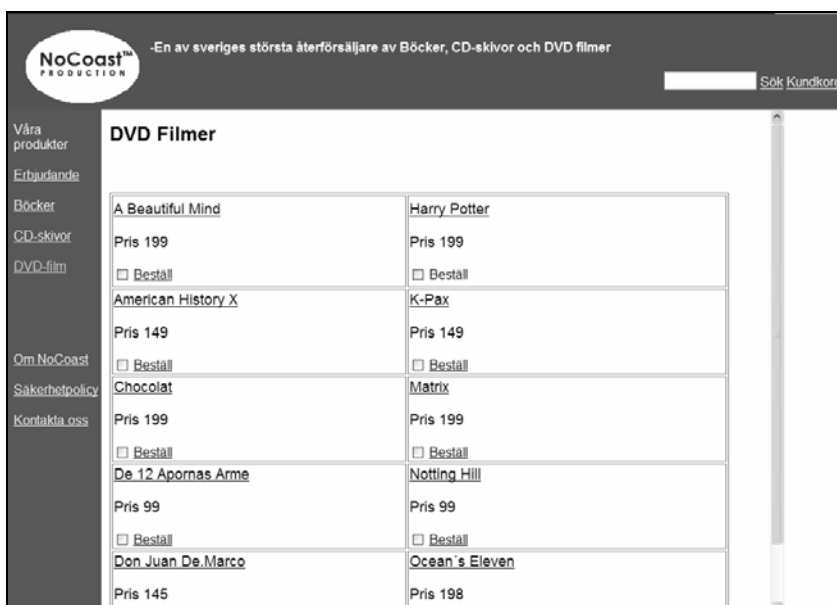 NoCoast™
PRODUCTION
-En av sveriges största återförsäljare av Böcker, CD-skivor och DVD filmer
Sök Kundkorg
Våra
produkter
Erbjudande
Böcker
CD-skivor
DVD-film
Om NoCoast
Säkerhetpolicy
Kontakta oss
DVD Filmer
A Beautiful Mind
Pris 199
Beställ
Harry Potter
Pris 199
Beställ
American History X
Pris 149
Beställ
K-Pax
Pris 149
Beställ
Chocolat
Pris 199
Beställ
Matrix
Pris 199
Beställ
De 12 Apornas Arme
Pris 99
Beställ
Notting Hill
Pris 99
Beställ
Don Juan De.Marco
Pris 145
Ocean´s Eleven
Pris 198